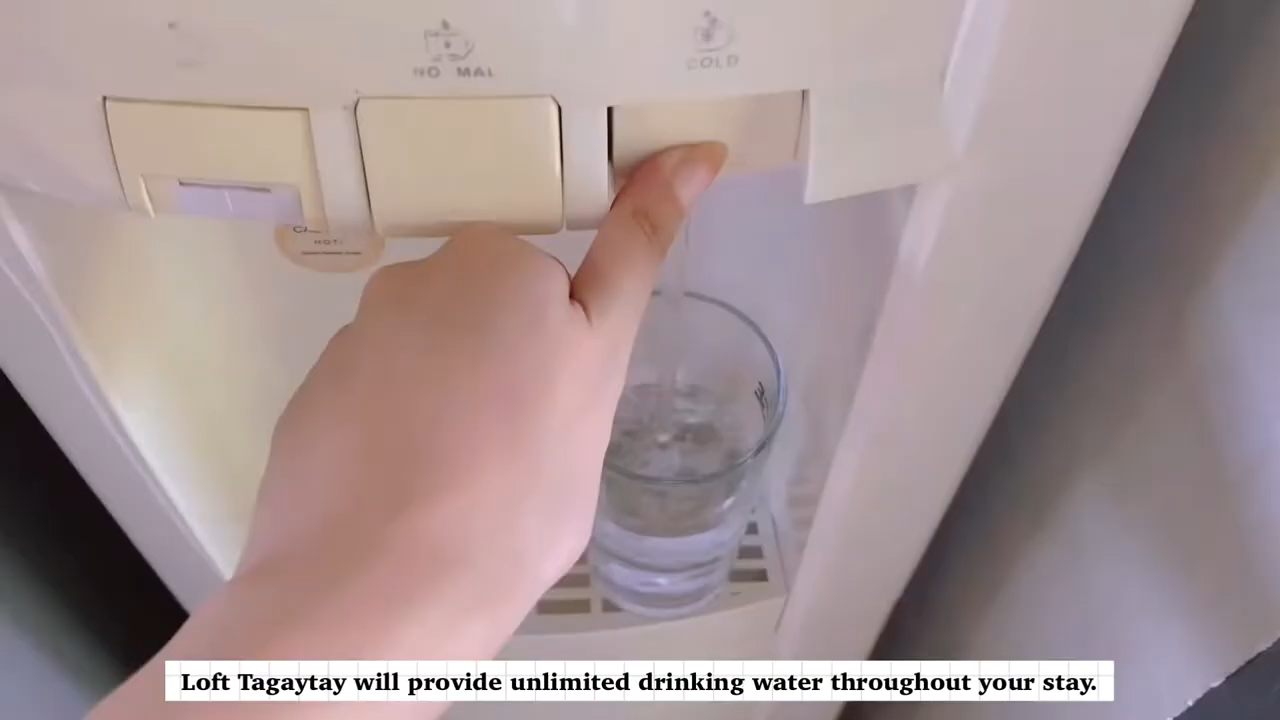 NO MAL
COLD
HOT
Loft Tagaytay will provide unlimited drinking water throughout your stay.